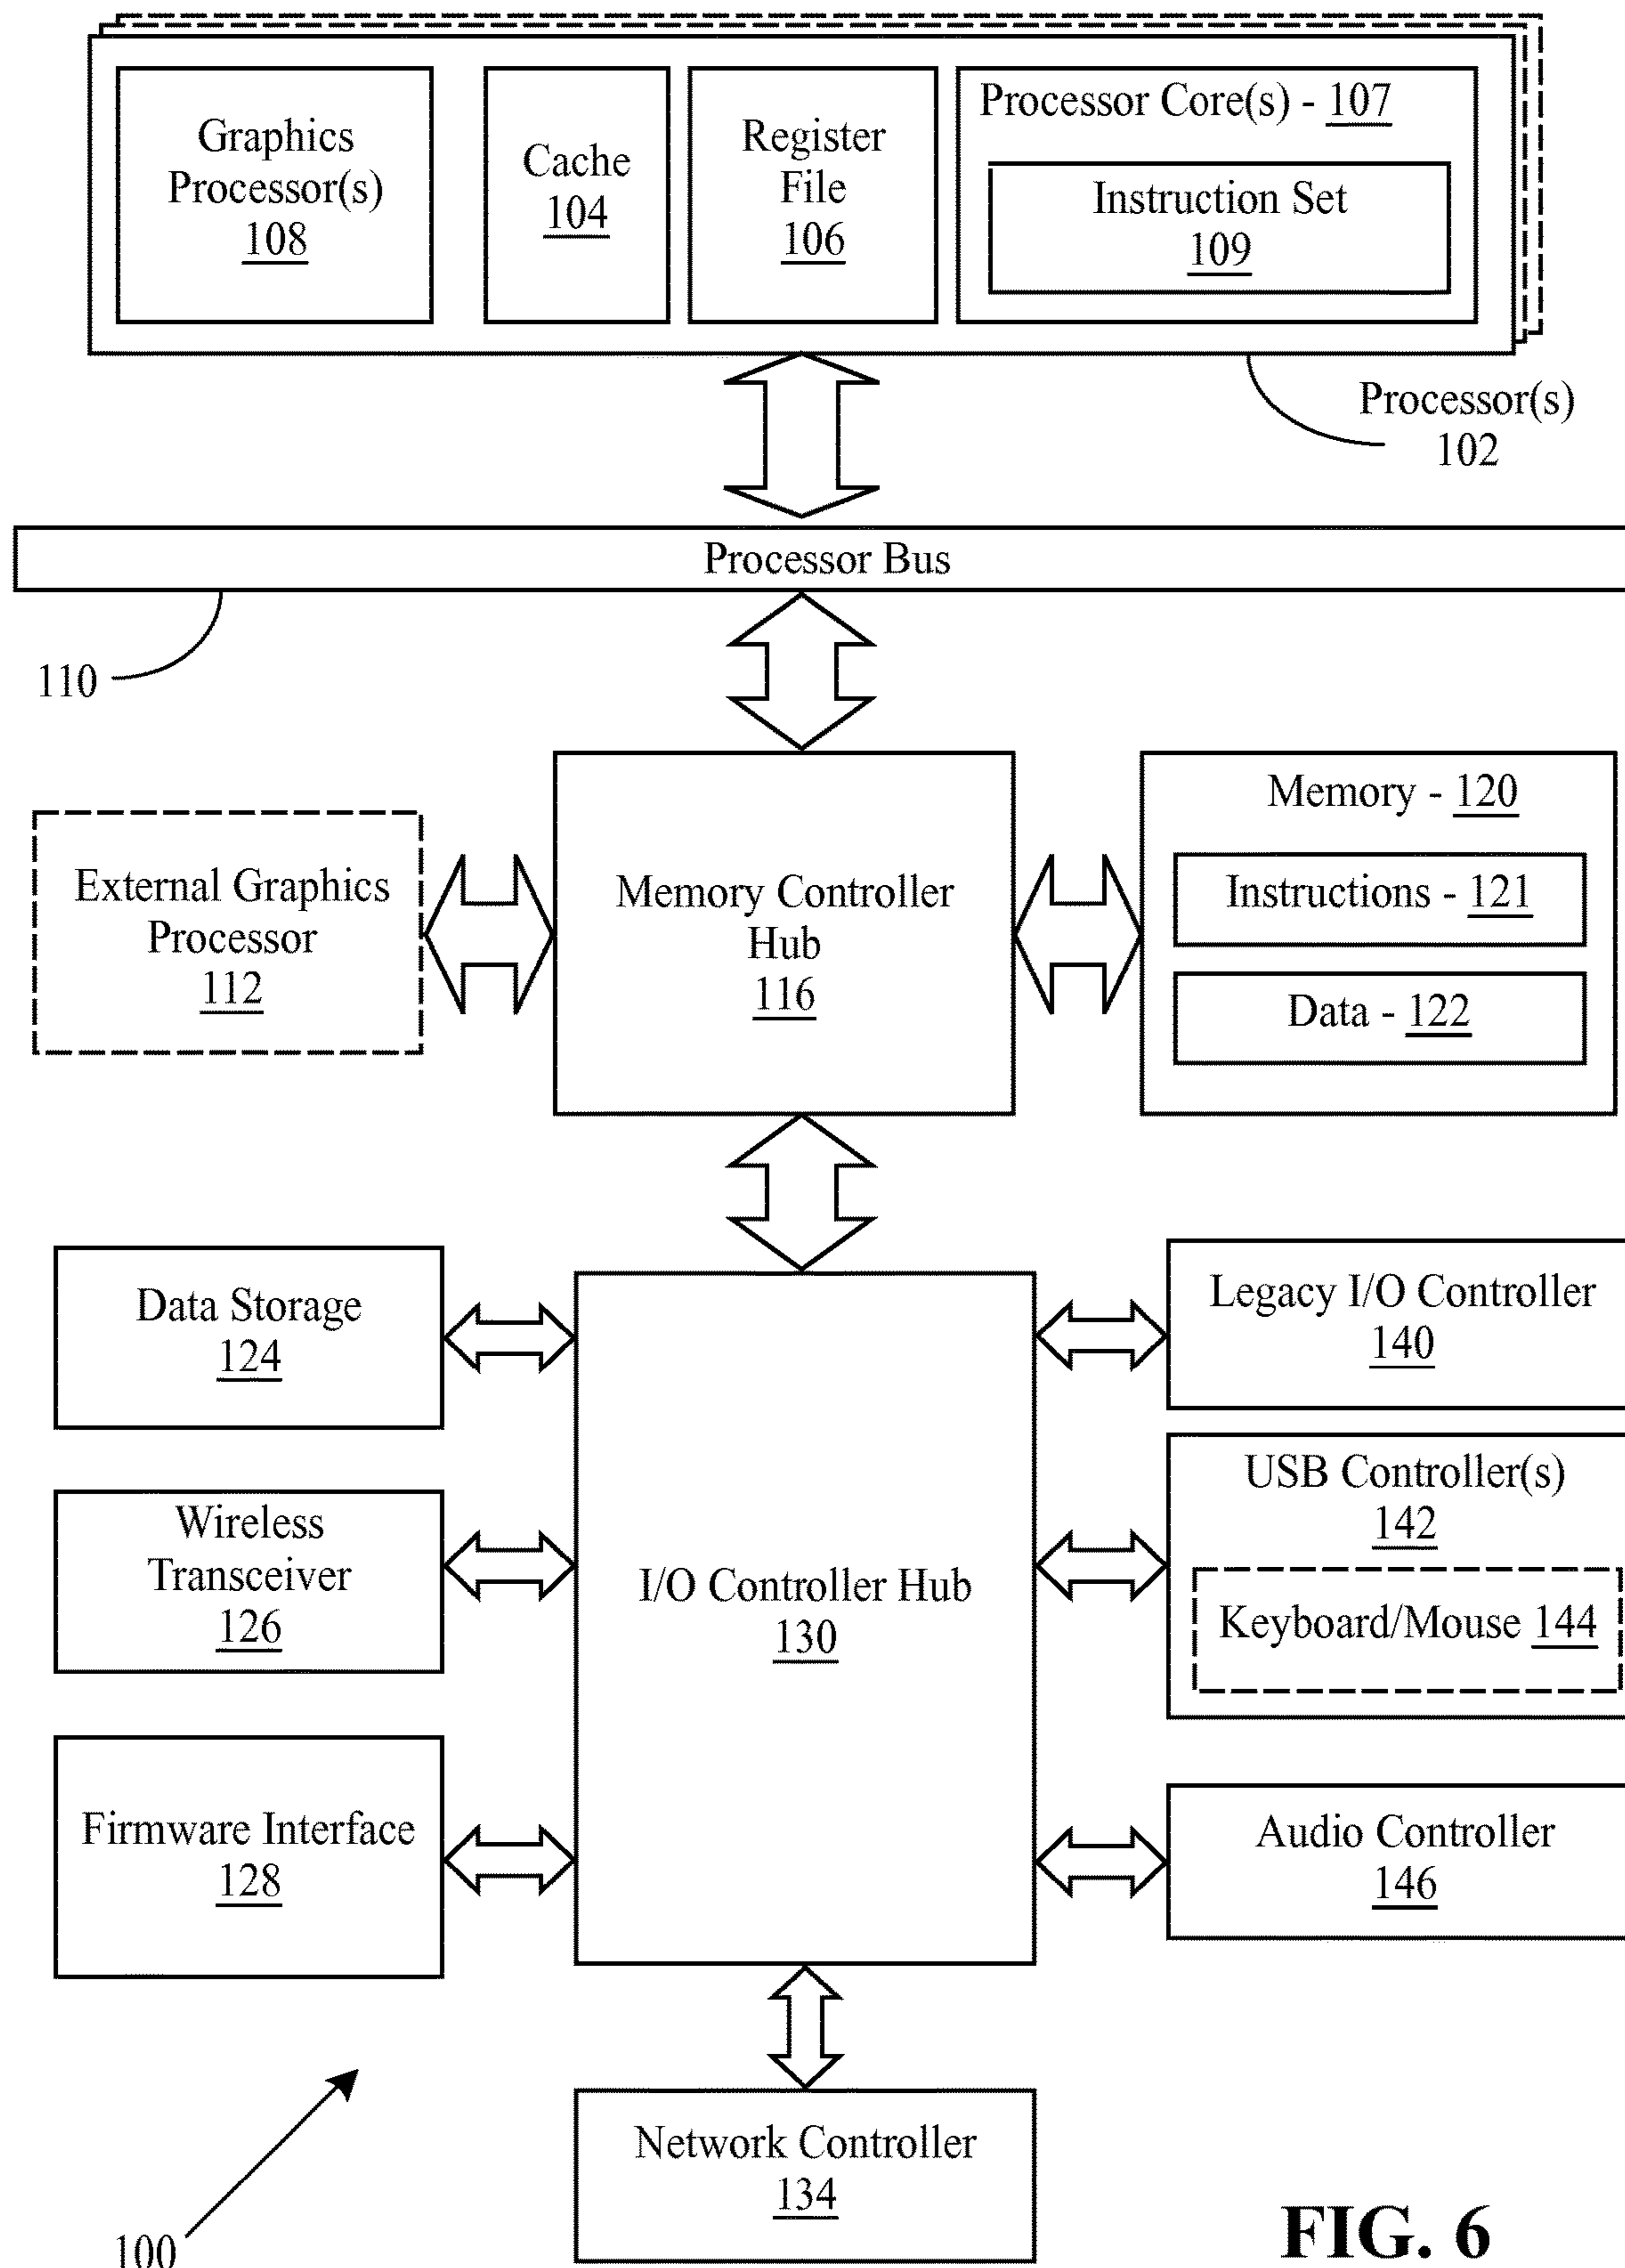 Graphics
Processor(s)
108
Cache
104
Register
File
106
Processor Core(s) - 107
Instruction Set
109
Processor(s)
102
Processor Bus
110
External Graphics
Processor
112
Memory Controller
Hub
116
Memory - 120
Instructions - 121
Data - 122
Data Storage
124
Wireless
Transceiver
126
Firmware Interface
128
I/O Controller Hub
130
Legacy I/O Controller
140
USB Controller(s)
142
Keyboard/Mouse 144
Audio Controller
146
Network Controller
134
100
FIG. 6